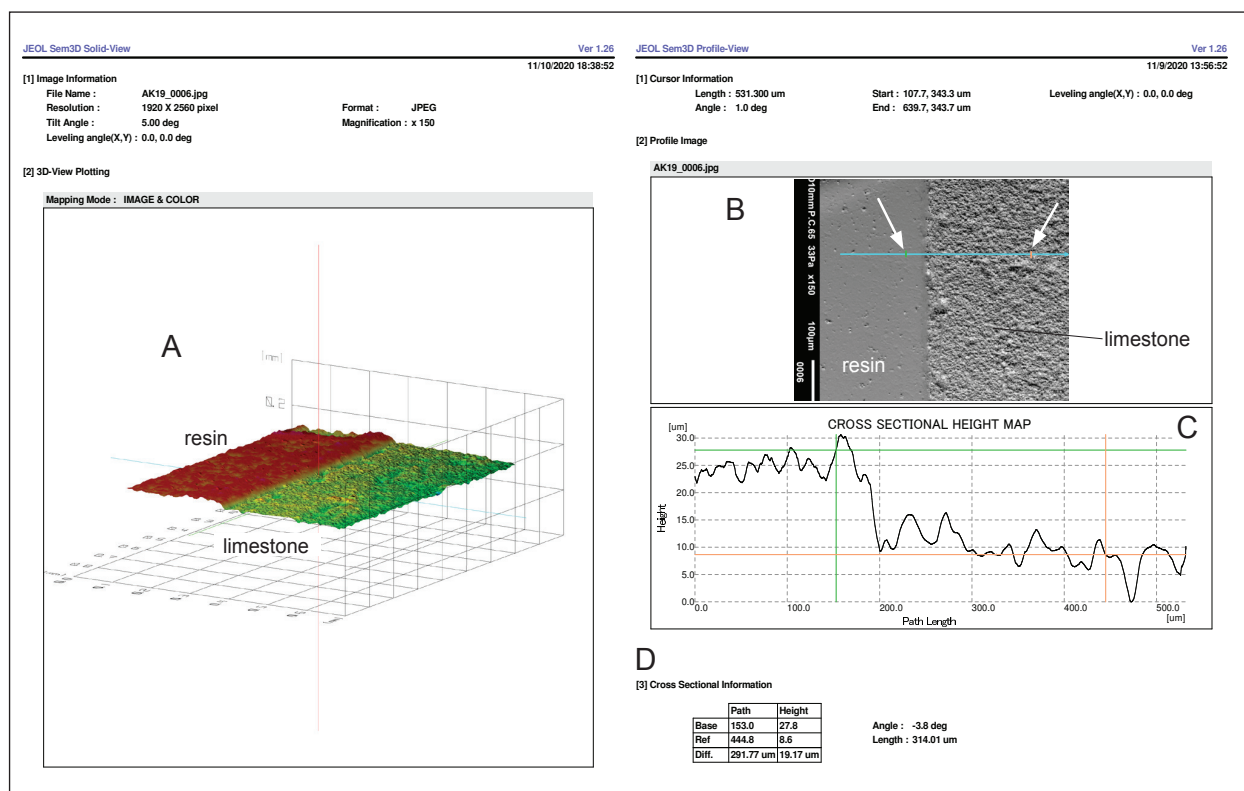 JEOL Sem3D Solid-View Ver 1.26
11/10/2020 18:38:52
[1] Image Information
File Name : AK19_0006.jpg
Resolution : 1920 X 2560 pixel Format : JPEG
Tilt Angle : 5.00 deg Magnification : x 150
Leveling angle(X,Y) : 0.0, 0.0 deg
[2] 3D-View Plotting
Mapping Mode : IMAGE & COLOR
A
[mm]
0.2
resin
limestone
JEOL Sem3D Profile-View Ver 1.26
11/9/2020 13:56:52
[1] Cursor Information
Length : 531.300 um Start : 107.7, 343.3 um Leveling angle(X,Y) : 0.0, 0.0 deg
Angle : 1.0 deg End : 639.7, 343.7 um
[2] Profile Image
AK19_0006.jpg
B
10mm P.C.65 33Pa x150 100µm 0006
limestone
resin
CROSS SECTIONAL HEIGHT MAP
C
[um]
30.0
25.0
20.0
15.0
10.0
5.0
0.0
Height
0.0 100.0 200.0 300.0 400.0 500.0
Path Length [um]
D
[3] Cross Sectional Information
Path Height
Base 153.0 27.8 Angle : -3.8 deg
Ref 444.8 8.6 Length : 314.01 um
Diff. 291.77 um 19.17 um